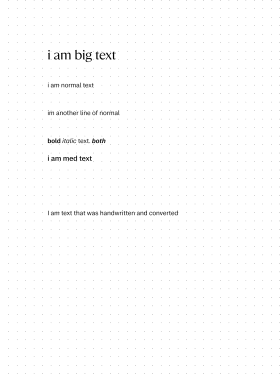 i am big text
i am normal text
im another line of normal
bold italic text. both
i am med text
I am text that was handwritten and converted